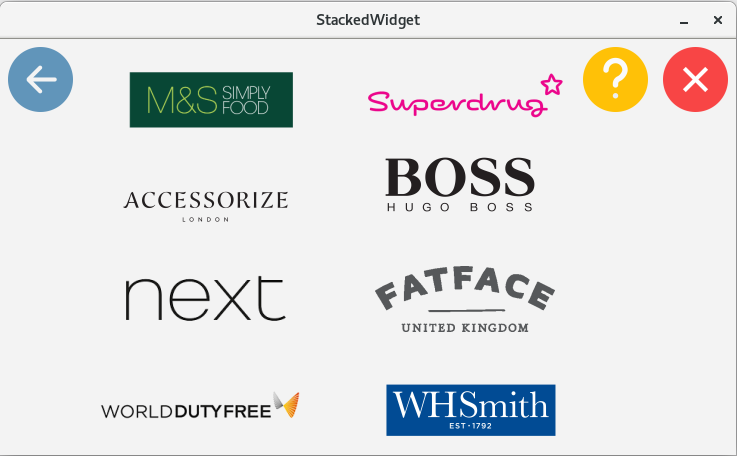 StackedWidget
M&S SIMPLY
FOOD
Superdrug
ACCESSORIZE
LONDON
BOSS
HUGO BOSS
next
FATFACE
UNITED KINGDOM
WORLDDUTYFREE
WHSmith
EST·1792
?